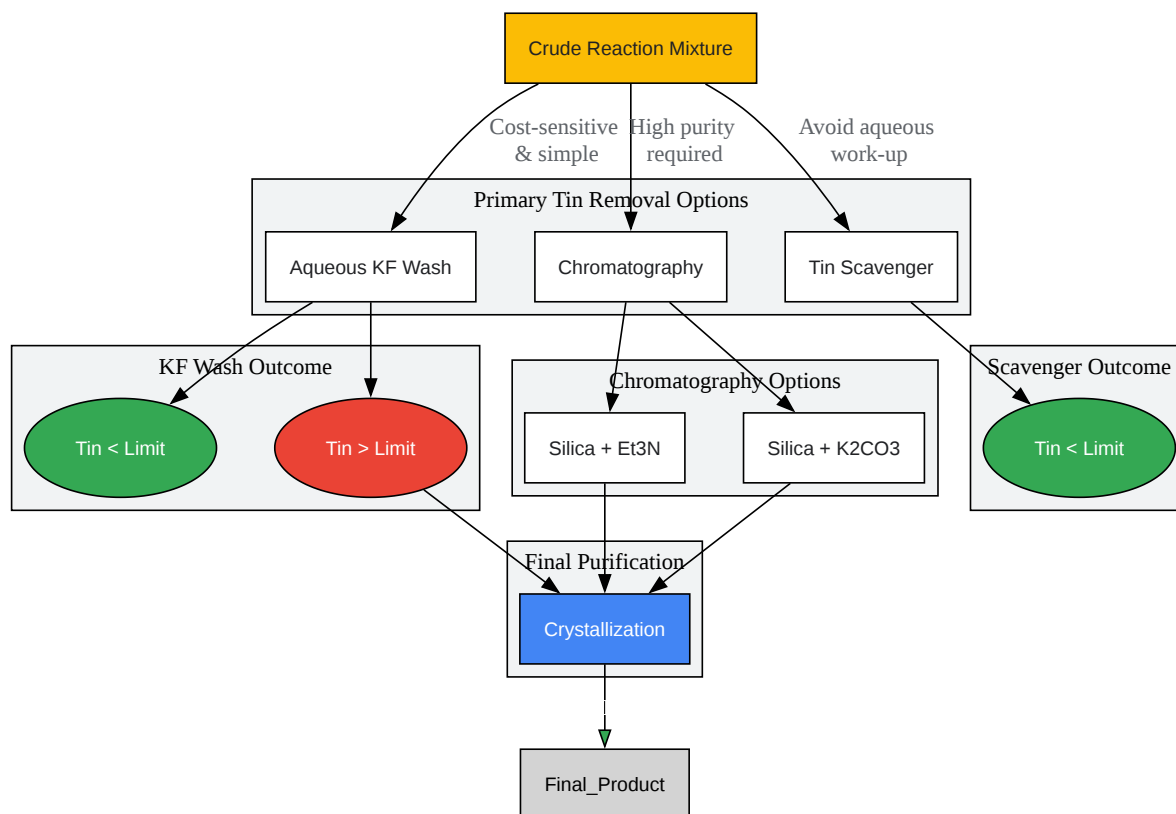 Crude Reaction Mixture
Cost-sensitive
& simple
High purity
required
Avoid aqueous
work-up
Primary Tin Removal Options
Aqueous KF Wash
Chromatography
Tin Scavenger
KF Wash Outcome
Tin < Limit
Tin > Limit
Chromatography Options
Silica + Et3N
Silica + K2CO3
Scavenger Outcome
Tin < Limit
Final Purification
Crystallization
Final_Product